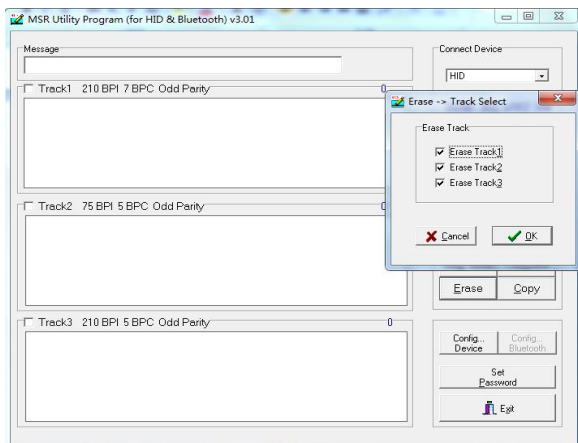 MSR Utility Program (for HID & Bluetooth) v3.01
Message
Connect Device
HID
Track1 210 BPI 7 BPC Odd Parity 0
Erase -> Track Select
Erase Track
Erase Track1
Erase Track2
Erase Track3
Cancel
OK
Track2 75 BPI 5 BPC Odd Parity
Erase
Copy
Track3 210 BPI 5 BPC Odd Parity 0
Config... Device
Config... Bluetooth
Set Password
Exit